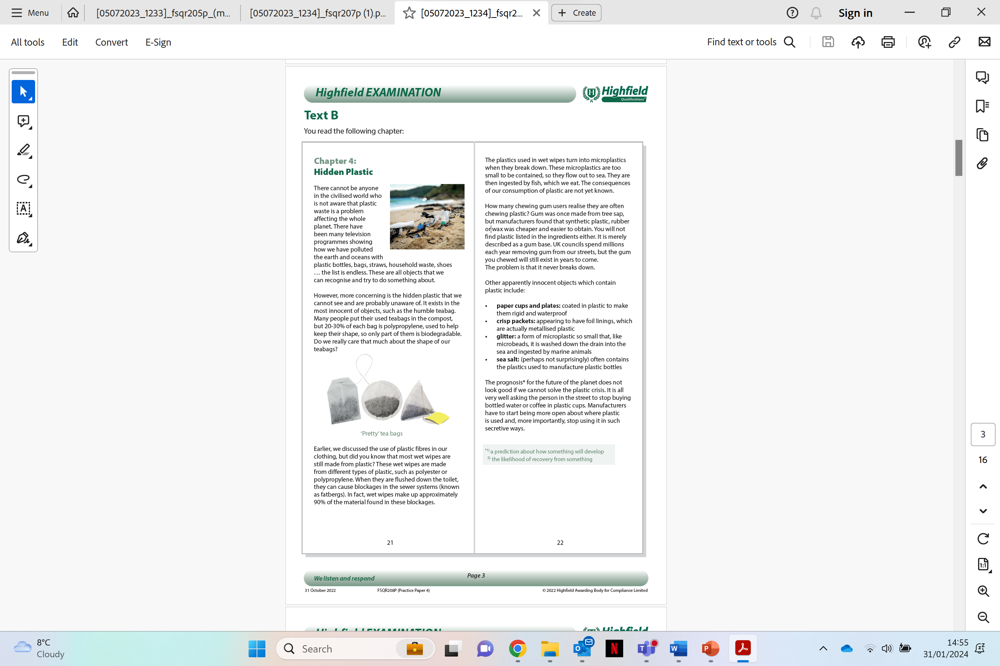 Menu
[05072023_1233]_fsqr205p_(m...
[05072023_1234]_fsqr207p (1).p...
[05072023_1234]_fsqr2...
Create
Sign in
All tools
Edit
Convert
E-Sign
Find text or tools
Highfield EXAMINATION
Highfield
Qualifications
Text B
You read the following chapter:
Chapter 4:
Hidden Plastic
There cannot be anyone
in the civilised world who
is not aware that plastic
waste is a problem
affecting the whole
planet. There have
been many television
programmes showing
how we have polluted
the earth and oceans with
plastic bottles, bags, straws, household waste, shoes
… the list is endless. These are all objects that we
can recognise and try to do something about.
However, more concerning is the hidden plastic that we
cannot see and are probably unaware of. It exists in the
most innocent of objects, such as the humble teabag.
Many people put their used teabags in the compost,
but 20-30% of each bag is polypropylene, used to help
keep their shape, so only part of them is biodegradable.
Do we really care that much about the shape of our
teabags?
'Pretty' tea bags
Earlier, we discussed the use of plastic fibres in our
clothing, but did you know that most wet wipes are
still made from plastic? These wet wipes are made
from different types of plastic, such as polyester or
polypropylene. When they are flushed down the toilet,
they can cause blockages in the sewer systems (known
as fatbergs). In fact, wet wipes make up approximately
90% of the material found in these blockages.
21
The plastics used in wet wipes turn into microplastics
when they break down. These microplastics are too
small to be contained, so they flow out to sea. They are
then ingested by fish, which we eat. The consequences
of our consumption of plastic are not yet known.
How many chewing gum users realise they are often
chewing plastic? Gum was once made from tree sap,
but manufacturers found that synthetic plastic, rubber
or wax was cheaper and easier to obtain. You will not
find plastic listed in the ingredients either. It is merely
described as a gum base. UK councils spend millions
each year removing gum from our streets, but the gum
you chewed will still exist in years to come.
The problem is that it never breaks down.
Other apparently innocent objects which contain
plastic include:
• paper cups and plates: coated in plastic to make
them rigid and waterproof
• crisp packets: appearing to have foil linings, which
are actually metallised plastic
• glitter: a form of microplastic so small that, like
microbeads, it is washed down the drain into the
sea and ingested by marine animals
• sea salt: (perhaps not surprisingly) often contains
the plastics used to manufacture plastic bottles
The prognosis* for the future of the planet does not
look good if we cannot solve the plastic crisis. It is all
very well asking the person in the street to stop buying
bottled water or coffee in plastic cups. Manufacturers
have to start being more open about where plastic
is used and, more importantly, stop using it in such
secretive ways.
*1) a prediction about how something will develop
2) the likelihood of recovery from something
22
We listen and respond
Page 3
31 October 2022
FSQR208P (Practice Paper 4)
© 2022 Highfield Awarding Body for Compliance Limited
3
16
1:1
8°C
Cloudy
Search
14:55
31/01/2024